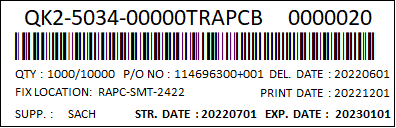 QK2-5034-00000TRAPCB 0000020
QTY : 1000/10000 P/O NO : 114696300+001 DEL. DATE : 20220601
FIX LOCATION: RAPC-SMT-2422 PRINT DATE : 20221201
SUPP. : SACH STR. DATE : 20220701 EXP. DATE : 20230101